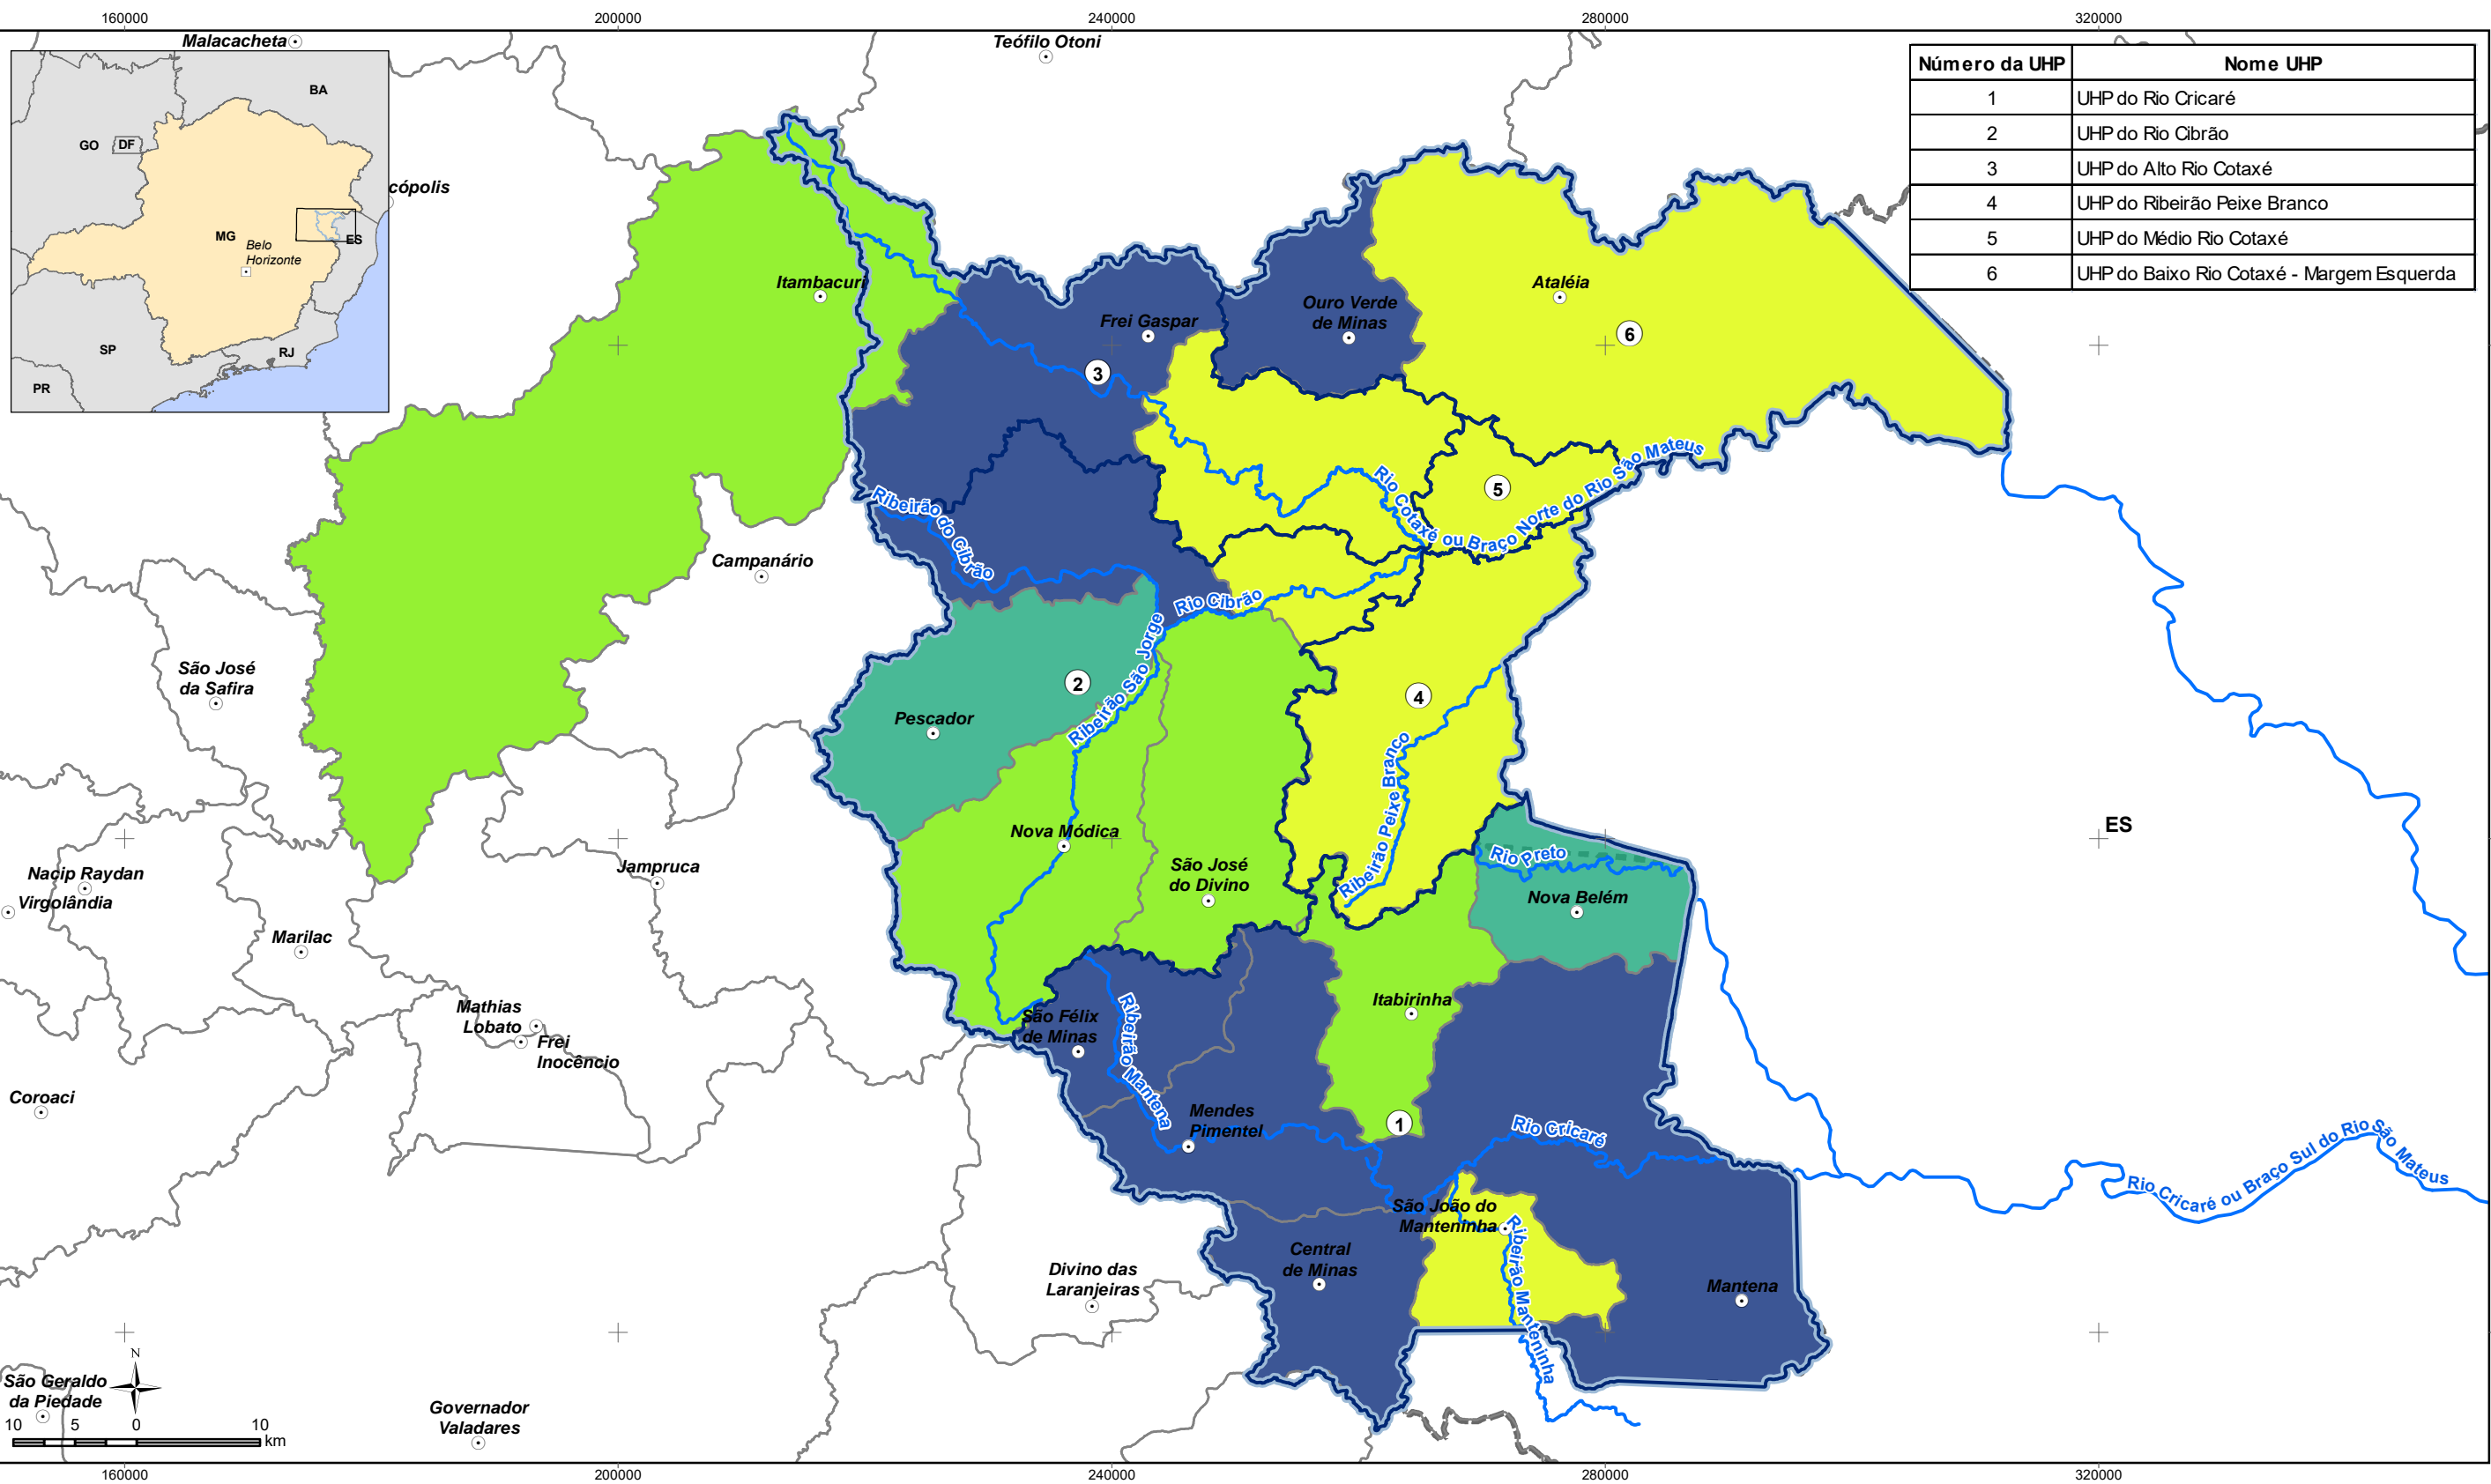 160000
200000
240000
280000
320000
Malacacheta
Teófilo Otoni
Número da UHP Nome UHP
1 UHP do Rio Cricaré
2 UHP do Rio Cibrão
3 UHP do Alto Rio Cotaxé
4 UHP do Ribeirão Peixe Branco
5 UHP do Médio Rio Cotaxé
6 UHP do Baixo Rio Cotaxé - Margem Esquerda
BA
GO
DF
MG
Belo
Horizonte
ES
SP
RJ
PR
cópolis
Itambacuri
Frei Gaspar
Ouro Verde
de Minas
Ataléia
6
3
5
Ribeirão do Cibrão
Rio Cotaxé ou Braço Norte do Rio São Mateus
Campanário
Rio Cibrão
Ribeirão São Jorge
São José
da Safira
2
4
Pescador
Ribeirão Peixe Branco
Nova Módica
ES
Rio Preto
Jampruca
São José
do Divino
Nova Belém
Nacip Raydan
Virgolândia
Marilac
Itabirinha
Mathias
Lobato
Frei
Inocêncio
São Félix
de Minas
Ribeirão Mantena
Coroaci
Mendes
Pimentel
1
Rio Cricaré
Rio Cricaré ou Braço Sul do Rio São Mateus
São João do
Manteninha
Ribeirão Manteninha
Central
de Minas
Divino das
Laranjeiras
Mantena
N
São Geraldo
da Piedade
Governador
Valadares
10 5 0 10
km
160000
200000
240000
280000
320000